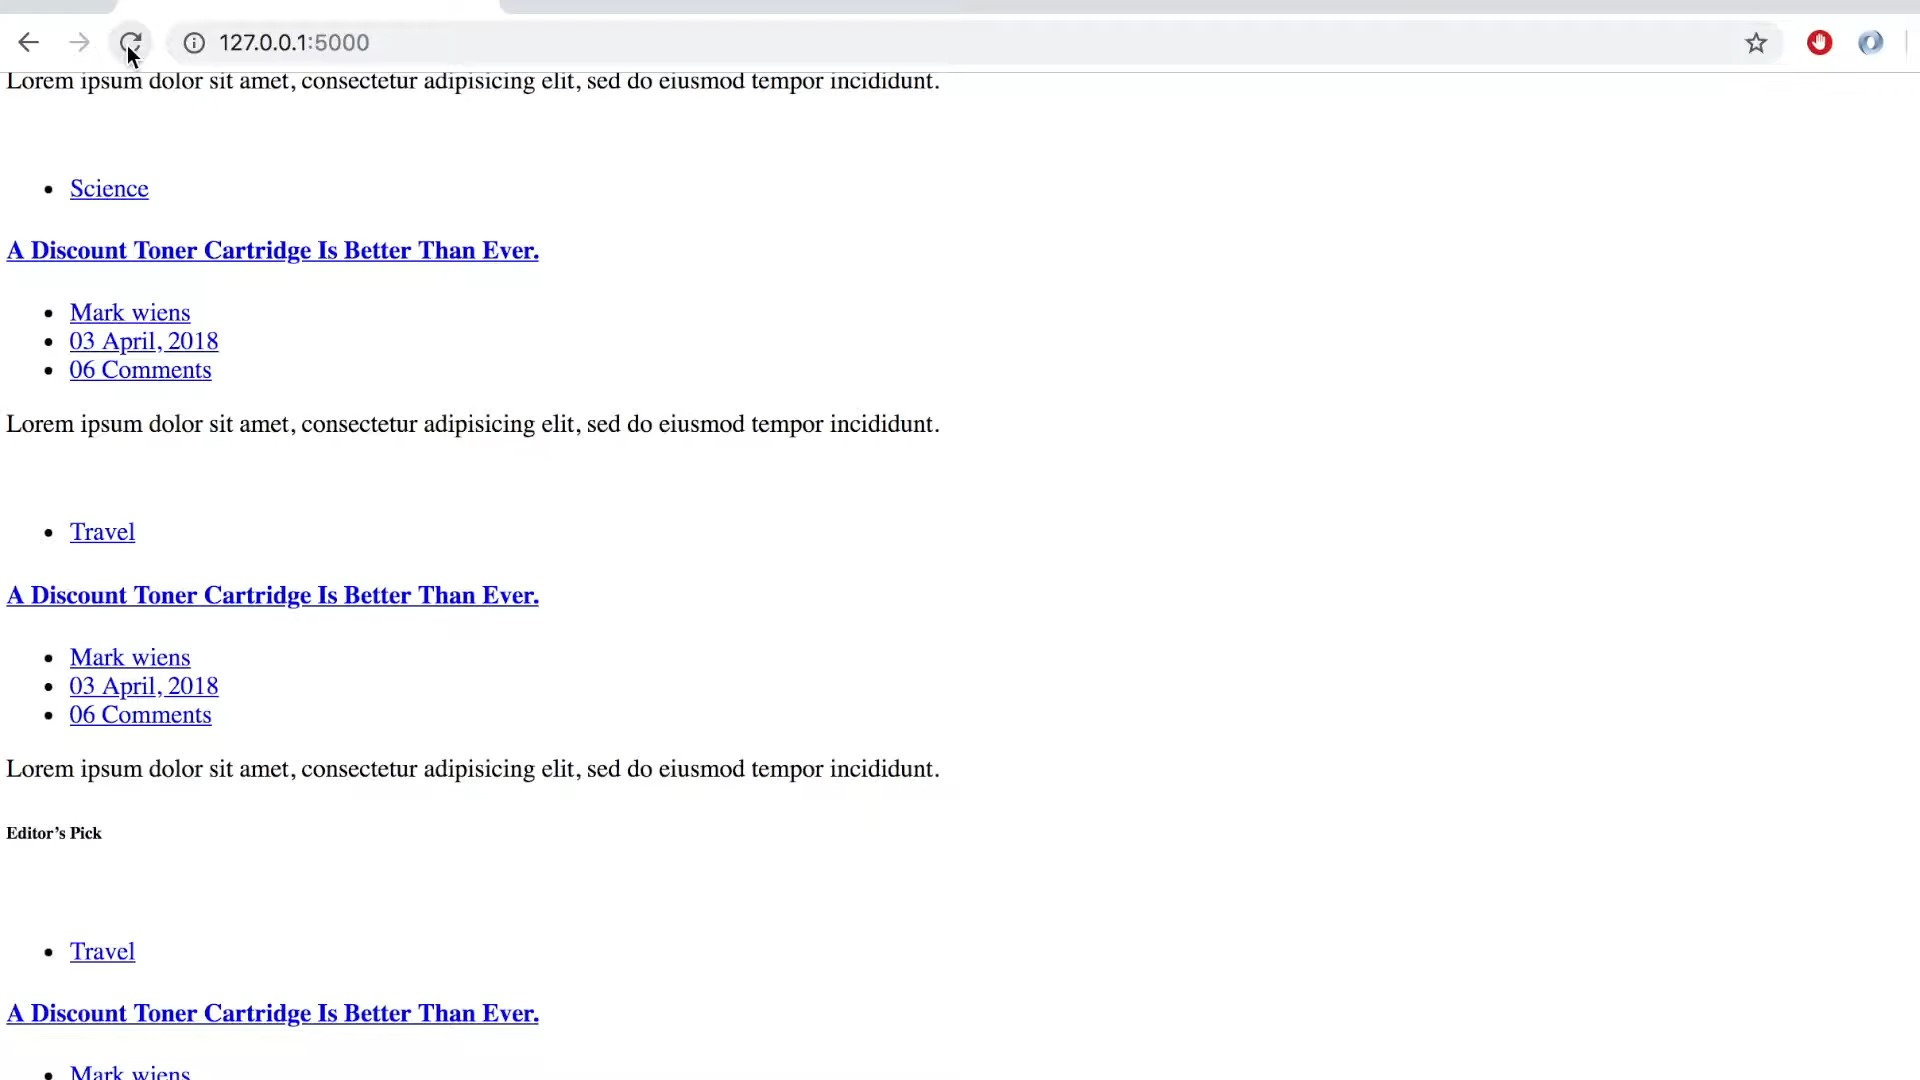 127.0.0.1:5000
Lorem ipsum dolor sit amet, consectetur adipisicing elit, sed do eiusmod tempor incididunt.
Science
A Discount Toner Cartridge Is Better Than Ever.
Mark wiens
03 April, 2018
06 Comments
Lorem ipsum dolor sit amet, consectetur adipisicing elit, sed do eiusmod tempor incididunt.
Travel
A Discount Toner Cartridge Is Better Than Ever.
Mark wiens
03 April, 2018
06 Comments
Lorem ipsum dolor sit amet, consectetur adipisicing elit, sed do eiusmod tempor incididunt.
Editor’s Pick
Travel
A Discount Toner Cartridge Is Better Than Ever.
Mark wiens